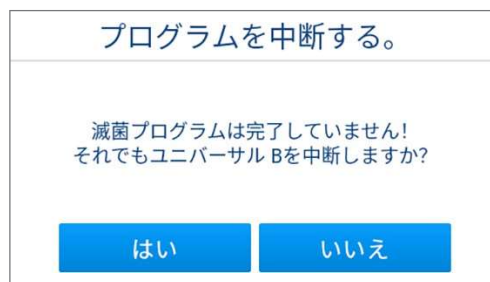 プログラムを中断する。
滅菌プログラムは完了していません!
それでもユニバーサル Bを中断しますか?
はい
いいえ